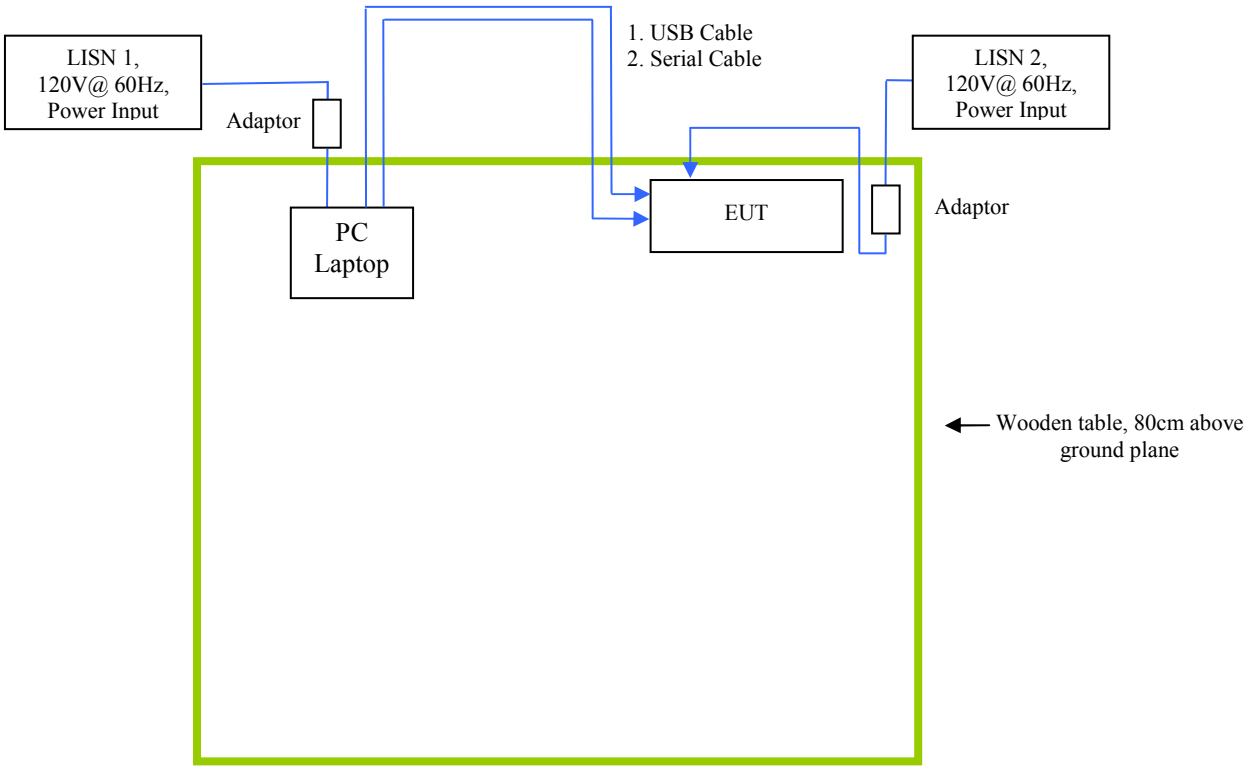 LISN 1,
120V@ 60Hz,
Power Input
Adaptor
1. USB Cable
2. Serial Cable
LISN 2,
120V@ 60Hz,
Power Input
PC
Laptop
EUT
Adaptor
Wooden table, 80cm above
ground plane